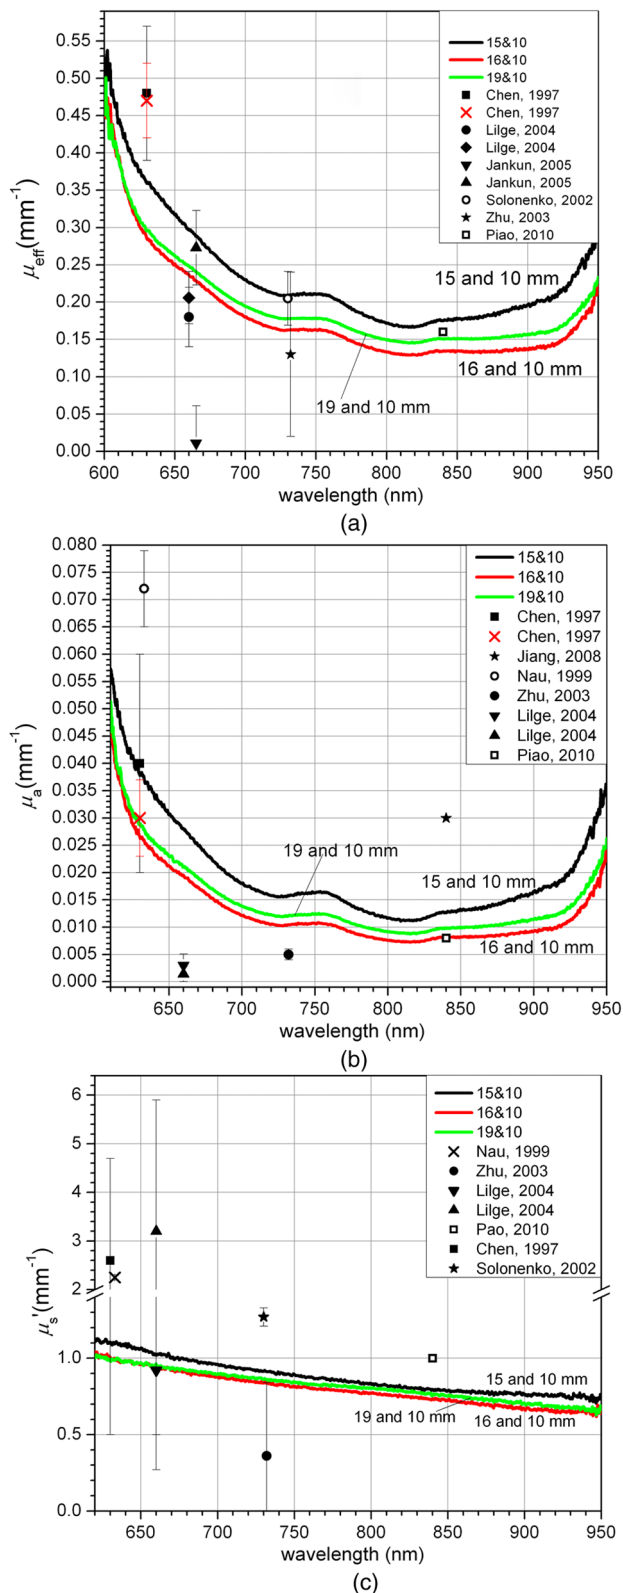 0.55
0.50
0.45
0.40
0.35
0.30
0.25
0.20
0.15
0.10
0.05
0.00
μeff(mm⁻¹)
15&10
16&10
19&10
Chen, 1997
Chen, 1997
Lilge, 2004
Lilge, 2004
Jankun, 2005
Jankun, 2005
Solonenko, 2002
Zhu, 2003
Piao, 2010
15 and 10 mm
16 and 10 mm
19 and 10 mm
600 650 700 750 800 850 900 950
wavelength (nm)
(a)
0.080
0.075
0.070
0.065
0.060
0.055
0.050
0.045
0.040
0.035
0.030
0.025
0.020
0.015
0.010
0.005
0.000
μa(mm⁻¹)
15&10
16&10
19&10
Chen, 1997
Chen, 1997
Jiang, 2008
Nau, 1999
Zhu, 2003
Lilge, 2004
Lilge, 2004
Piao, 2010
19 and 10 mm
15 and 10 mm
16 and 10 mm
650 700 750 800 850 900 950
wavelength (nm)
(b)
6
5
4
3
2
1.0
0.5
0.0
μs'(mm⁻¹)
15&10
16&10
19&10
Nau, 1999
Zhu, 2003
Lilge, 2004
Lilge, 2004
Pao, 2010
Chen, 1997
Solonenko, 2002
15 and 10 mm
19 and 10 mm
16 and 10 mm
650 700 750 800 850 900 950
wavelength (nm)
(c)